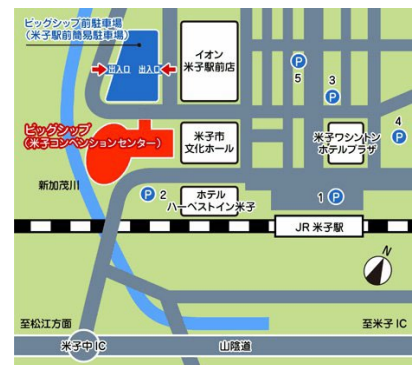 ビッグシップ前駐車場
(米子駅前簡易駐車場)
出入口 出入口
イオン
米子駅前店
P
5
3
P
4
P
ビッグシップ
(米子コンベンションセンター)
米子市
文化ホール
米子ワシントン
ホテルプラザ
新加茂川
P 2
ホテル
ハーベストイン米子
1 P
JR 米子駅
N
至松江方面
至米子 IC
米子中 IC
山陰道